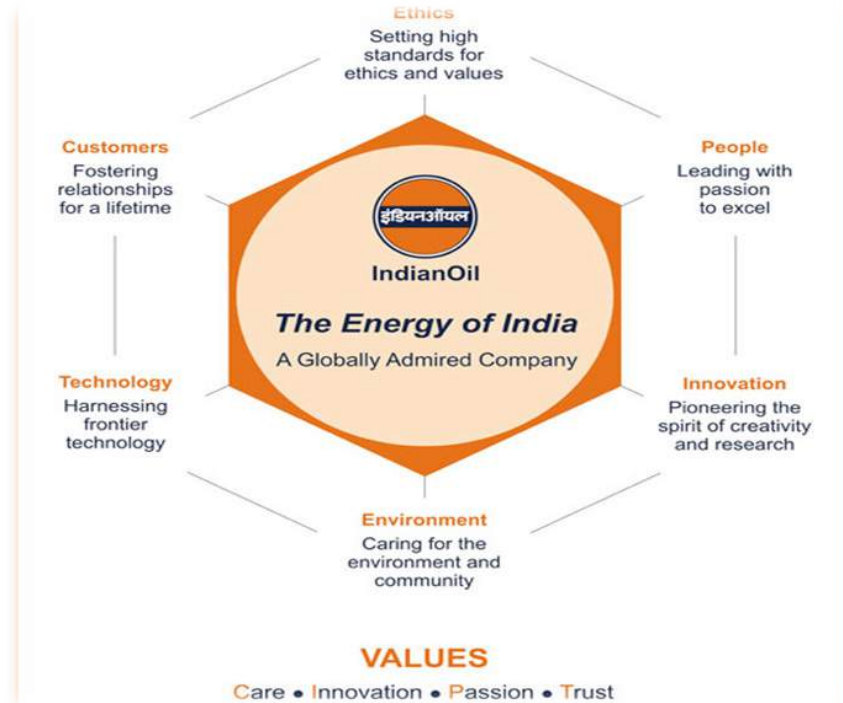 Ethics
Setting high
standards for
ethics and values
Customers
Fostering
relationships
for a lifetime
People
Leading with
passion
to excel
इंडियनऑयल
IndianOil
The Energy of India
A Globally Admired Company
Technology
Harnessing
frontier
technology
Innovation
Pioneering the
spirit of creativity
and research
Environment
Caring for the
environment and
community
VALUES
Care • Innovation • Passion • Trust